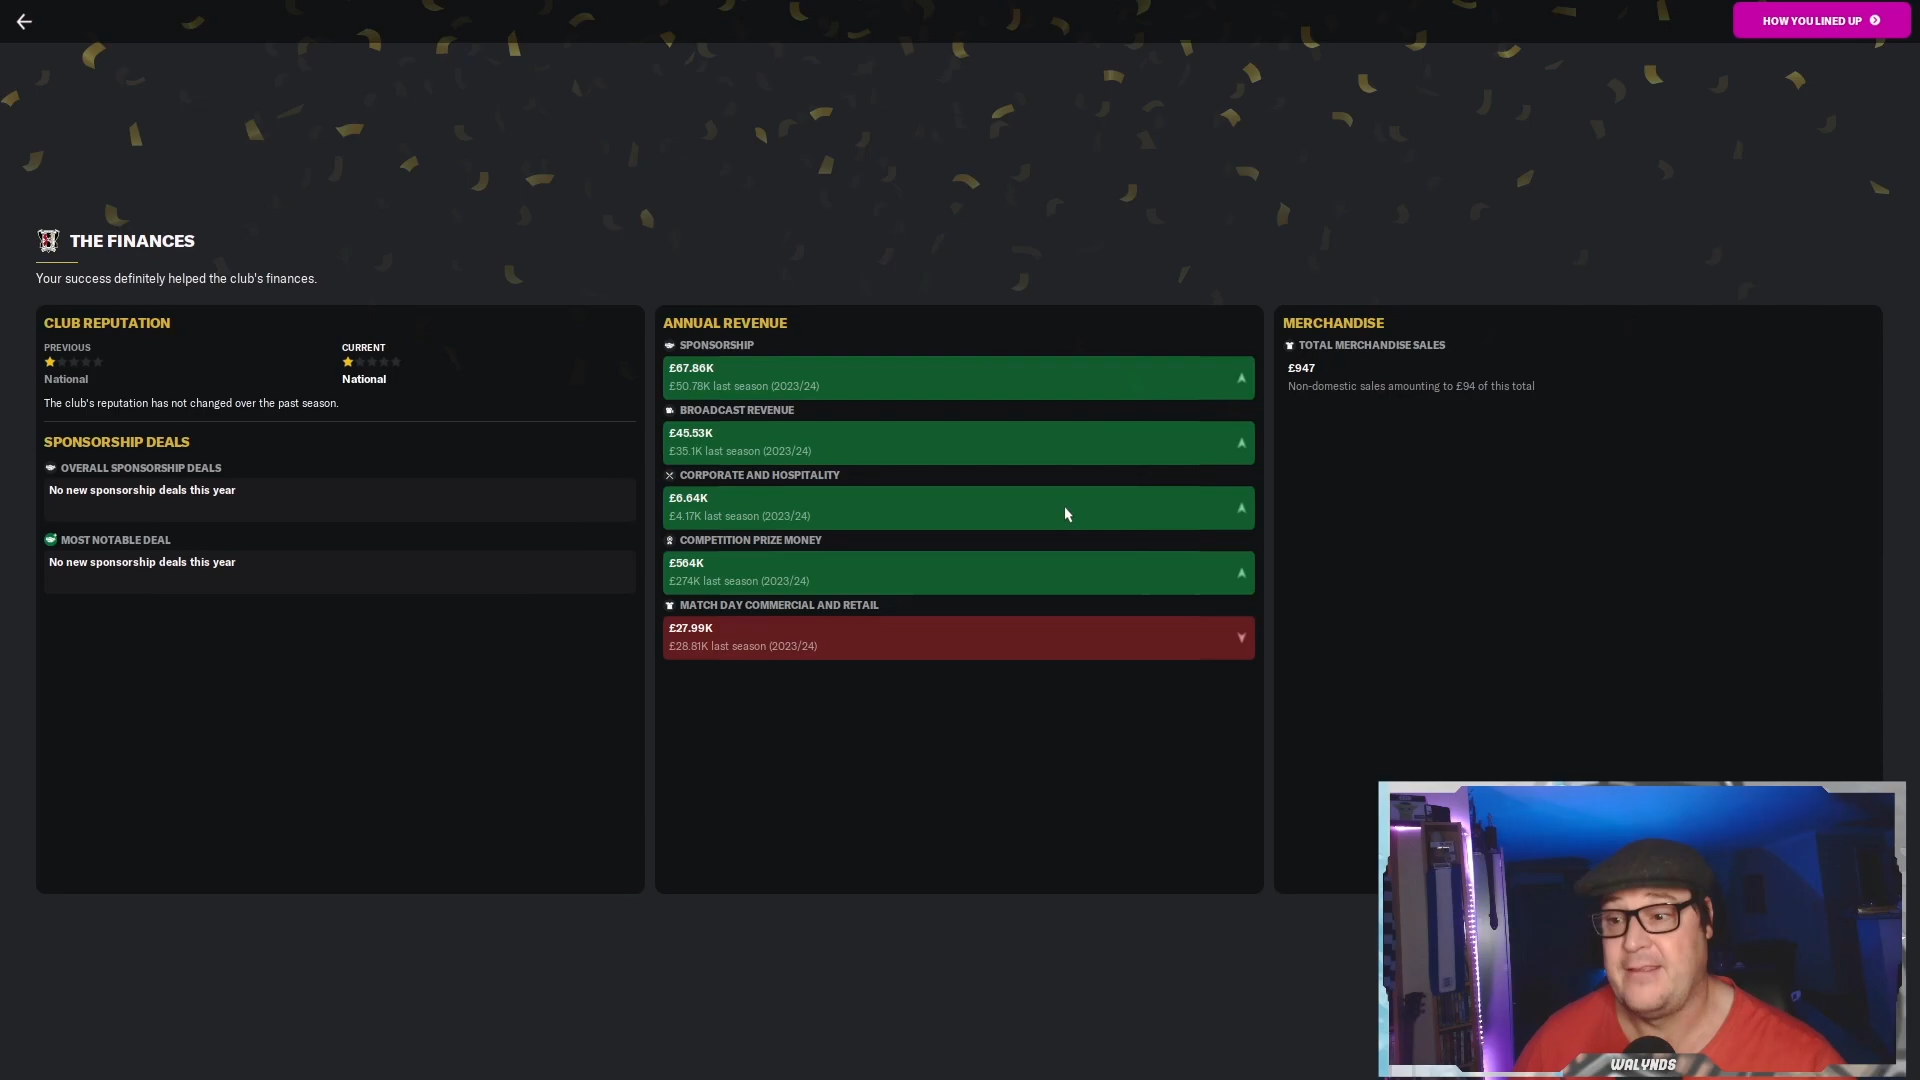 HOW YOU LINED UP
THE FINANCES
Your success definitely helped the club's finances.
CLUB REPUTATION
PREVIOUS
CURRENT
National
National
The club's reputation has not changed over the past season.
SPONSORSHIP DEALS
OVERALL SPONSORSHIP DEALS
No new sponsorship deals this year
MOST NOTABLE DEAL
No new sponsorship deals this year
ANNUAL REVENUE
SPONSORSHIP
£67.86K
£50.78K last season (2023/24)
BROADCAST REVENUE
£45.53K
£35.1K last season (2023/24)
CORPORATE AND HOSPITALITY
£6.64K
£4.17K last season (2023/24)
COMPETITION PRIZE MONEY
£564K
£274K last season (2023/24)
MATCH DAY COMMERCIAL AND RETAIL
£27.99K
£28.81K last season (2023/24)
MERCHANDISE
TOTAL MERCHANDISE SALES
£947
Non-domestic sales amounting to £94 of this total
WALYNDS